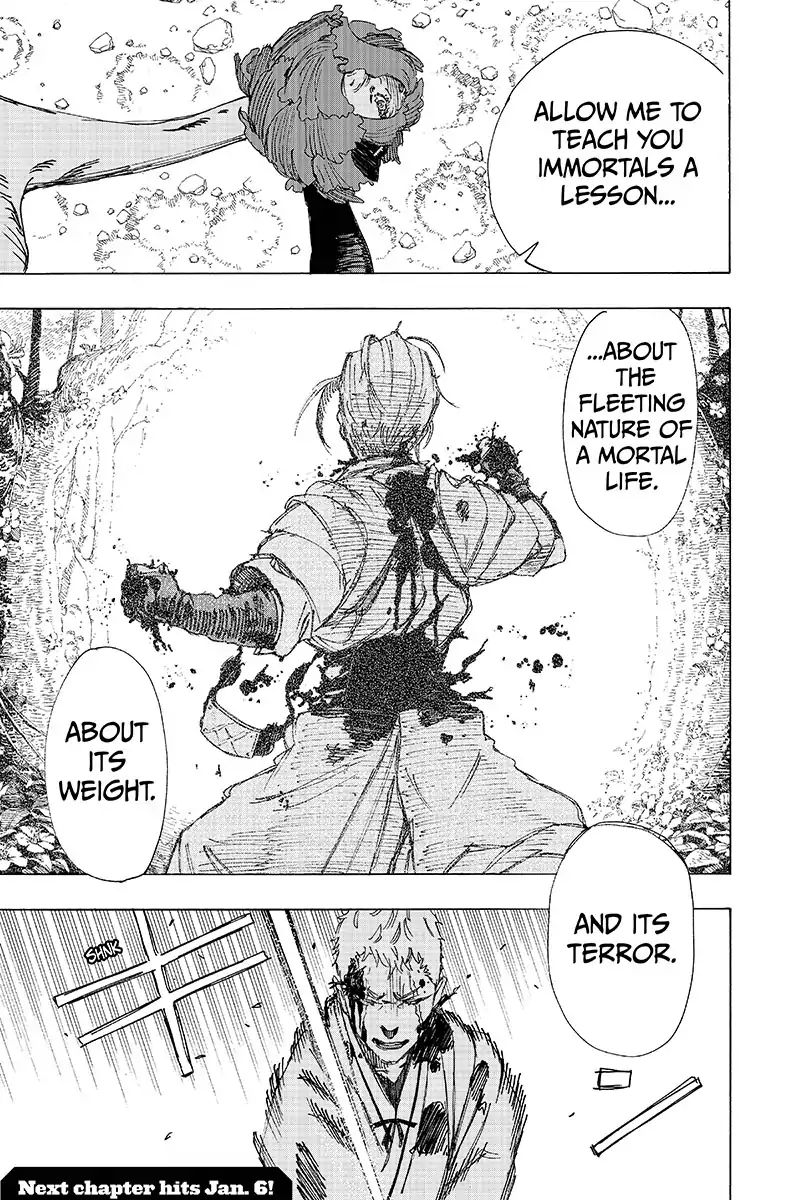 ALLOW ME TO
TEACH YOU
IMMORTALS A
LESSON...
...ABOUT
THE
FLEETING
NATURE OF
A MORTAL
LIFE.
ABOUT
ITS
WEIGHT.
AND ITS
TERROR.
SHNK
Next chapter hits Jan. 6!